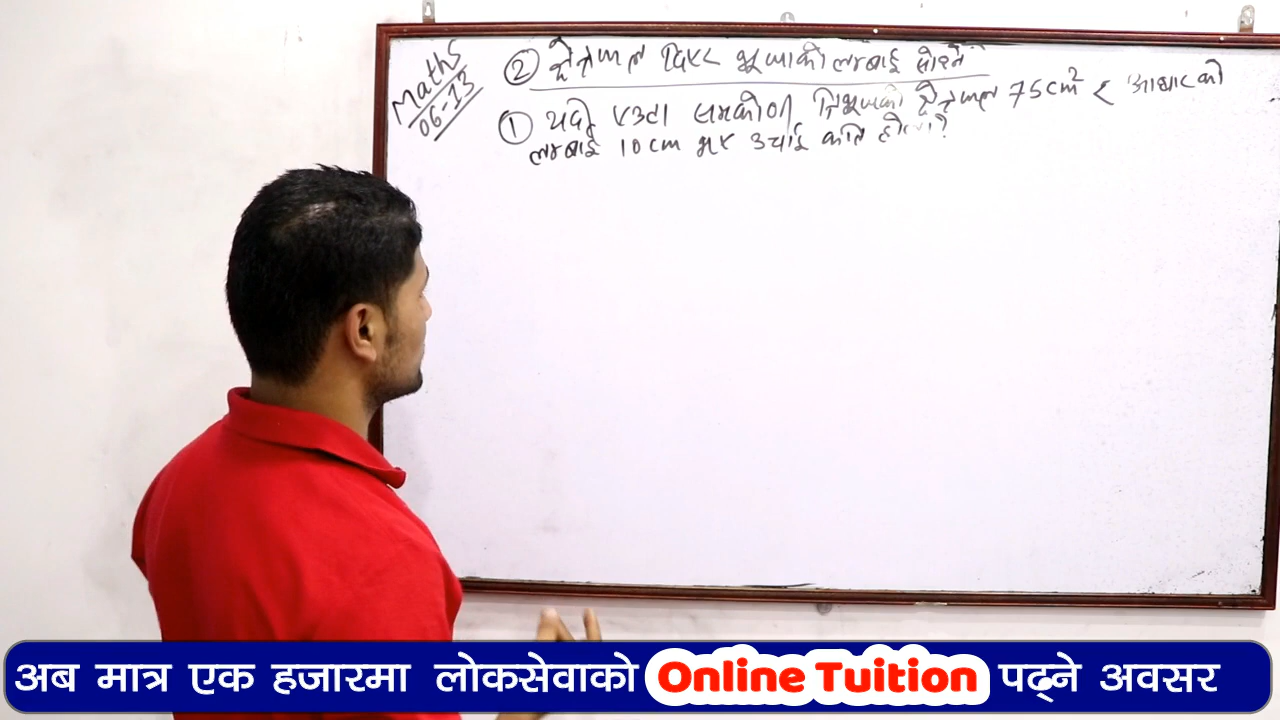 Maths
06-13
② क्षेत्रफल दिएर भूजाको लम्बाई सोध्ने
① यदि एउटा समकोण त्रिभुजको क्षेत्रफल 75cm² र आधारको
लम्बाई 10cm भए उचाई कति होला?
अब मात्र एक हजारमा लोकसेवाको Online Tuition पढ्ने अवसर